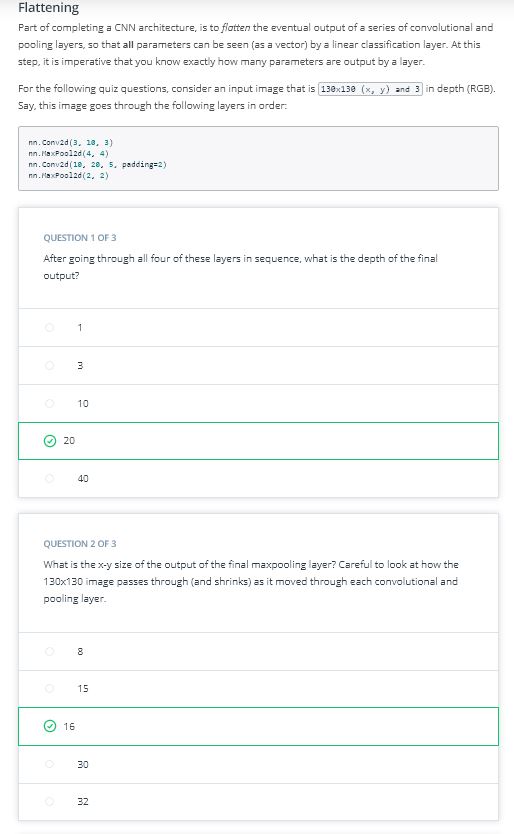 Flattening
Part of completing a CNN architecture, is to flatten the eventual output of a series of convolutional and
pooling layers, so that all parameters can be seen (as a vector) by a linear classification layer. At this
step, it is imperative that you know exactly how many parameters are output by a layer.
For the following quiz questions, consider an input image that is 130x130 (x, y) and 3 in depth (RGB).
Say, this image goes through the following layers in order:
nn.Conv2d(3, 10, 3)
nn.MaxPool2d(4, 4)
nn.Conv2d(10, 20, 5, padding=2)
nn.MaxPool2d(2, 2)
QUESTION 1 OF 3
After going through all four of these layers in sequence, what is the depth of the final
output?
1
3
10
20
40
QUESTION 2 OF 3
What is the x-y size of the output of the final maxpooling layer? Careful to look at how the
130x130 image passes through (and shrinks) as it moved through each convolutional and
pooling layer.
8
15
16
30
32